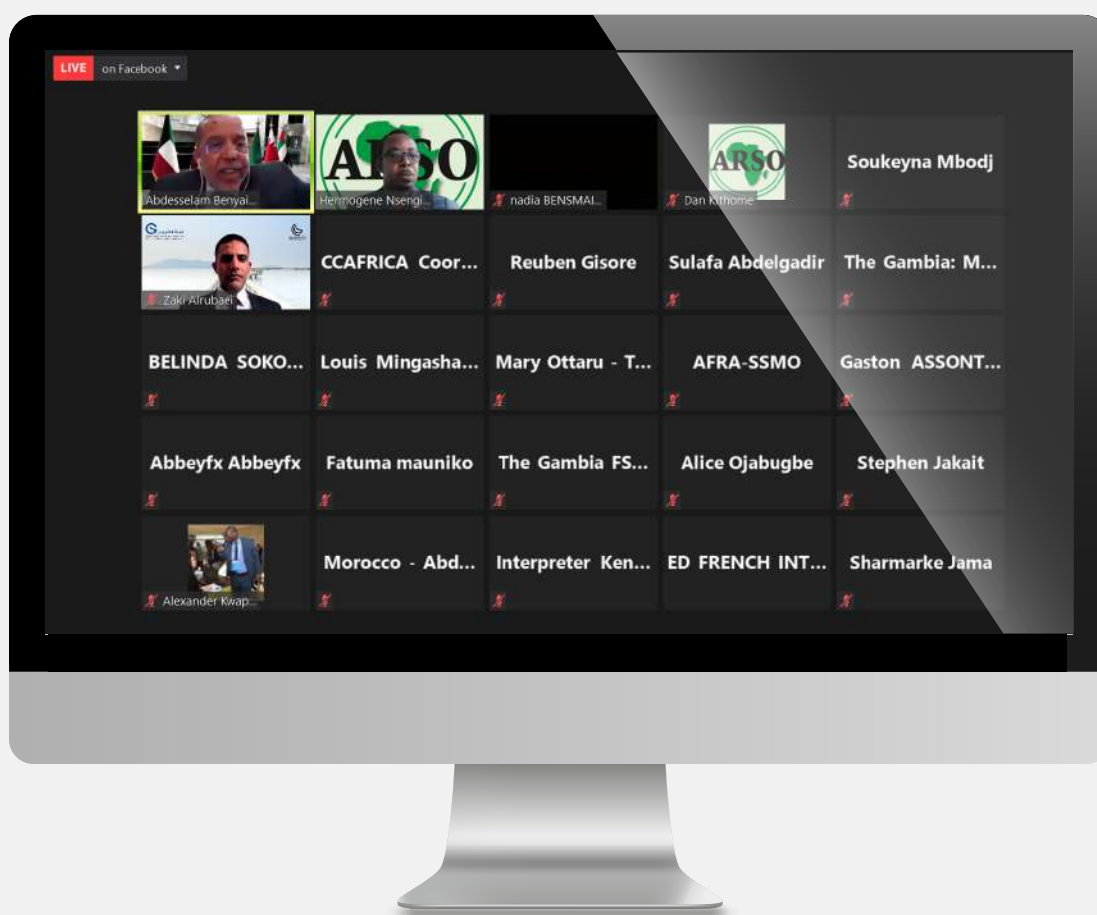 LIVE on Facebook
Abdesselam Benyai...
ARSO
Hermogene Nsengi...
nadia BENSMAI...
ARSO
Dan Kithome
Soukeyna Mbodj
Zaki Alrubaei
CCAFRICA Coor...
Reuben Gisore
Sulafa Abdelgadir
The Gambia: M...
BELINDA SOKO...
Louis Mingasha...
Mary Ottaru - T...
AFRA-SSMO
Gaston ASSONT...
Abbeyfx Abbeyfx
Fatuma mauniko
The Gambia FS...
Alice Ojabugbe
Stephen Jakait
Alexander Kwap...
Morocco - Abd...
Interpreter Ken...
ED FRENCH INT...
Sharmarke Jama